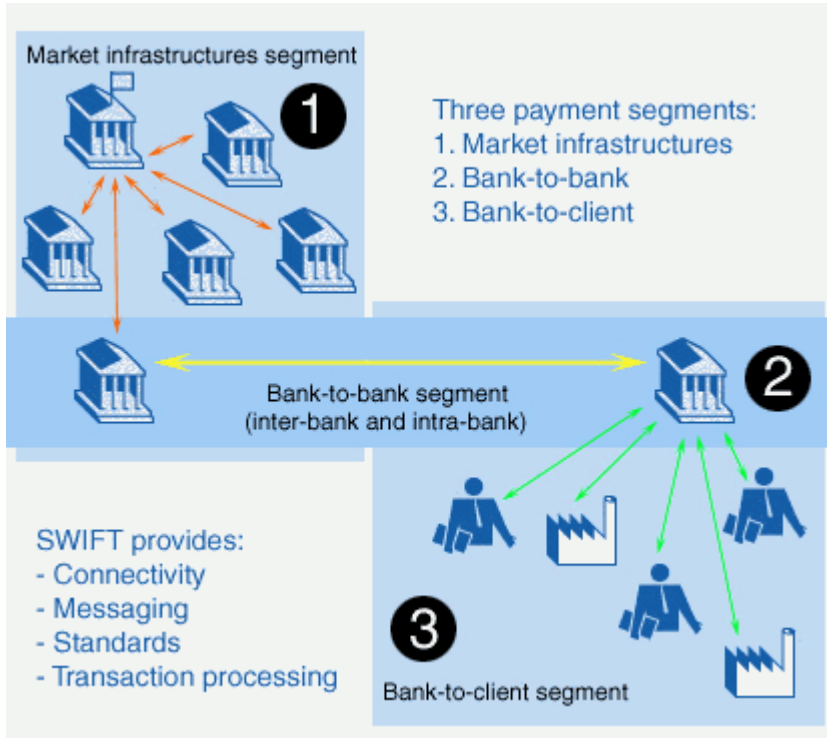 Market infrastructures segment
1
Three payment segments:
1. Market infrastructures
2. Bank-to-bank
3. Bank-to-client
2
Bank-to-bank segment
(inter-bank and intra-bank)
SWIFT provides:
- Connectivity
- Messaging
- Standards
- Transaction processing
3
Bank-to-client segment